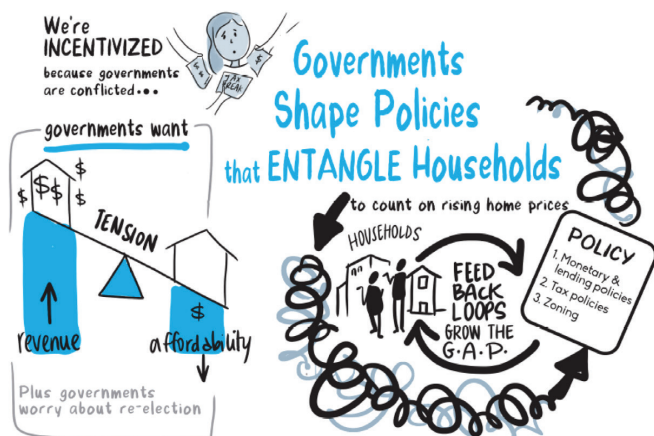 We're
INCENTIVIZED
because governments
are conflicted...
TAX
BREAK
$
governments want
$ $$ $
$ $
TENSION
revenue
$
affordability
Plus governments
worry about re-election
Governments
Shape Policies
that ENTANGLE Households
to count on rising home prices
HOUSEHOLDS
FEED
BACK
LOOPS
GROW THE
G.A.P.
POLICY
1. Monetary &
lending policies
2. Tax policies
3. Zoning